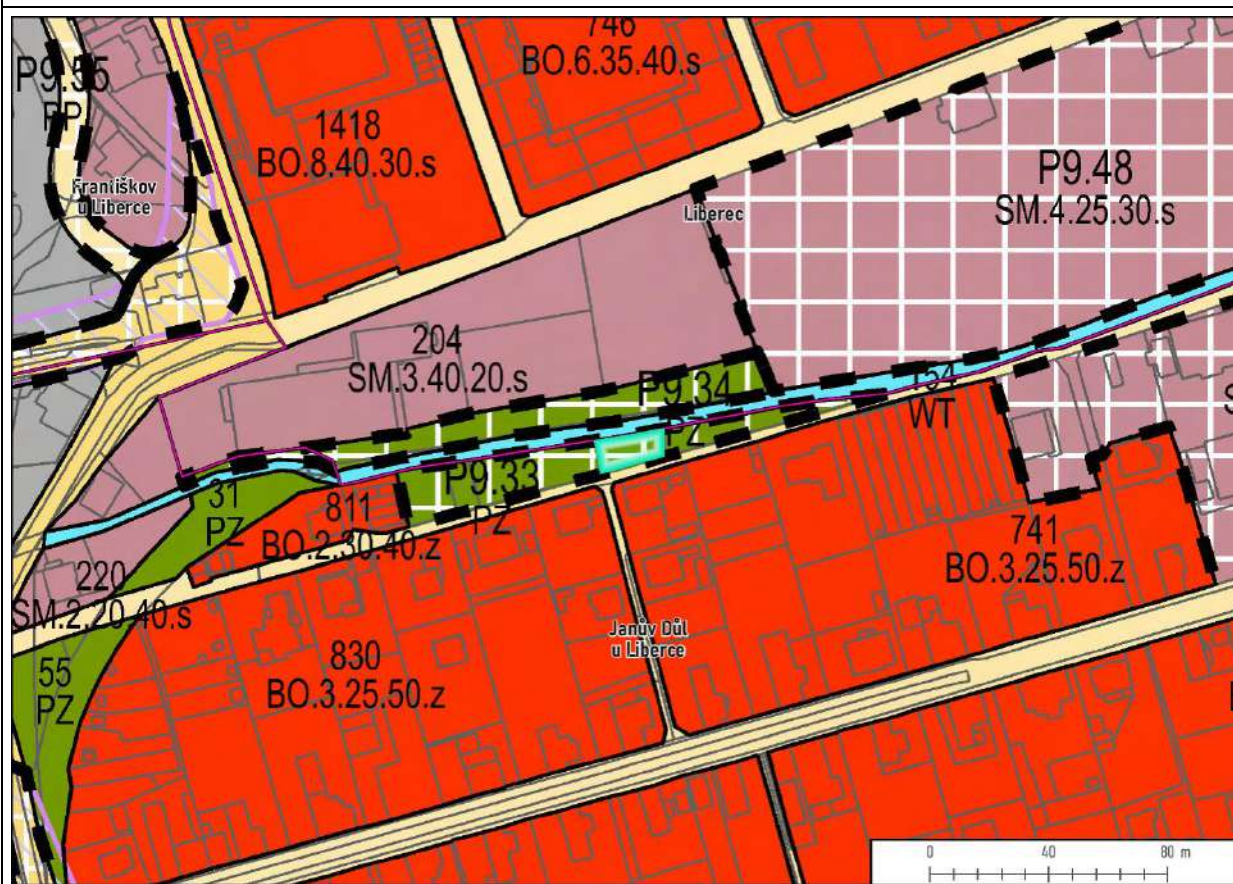 746
BO.6.35.40.s
P9.55
PP
1418
BO.8.40.30.s
Františkov
u Liberce
Liberec
P9.48
SM.4.25.30.s
204
SM.3.40.20.s
P9.34
PZ
WT
P9.33
PZ
31
PZ
811
BO.2.30.40.z
220
SM.2.20.40.s
741
BO.3.25.50.z
Janův Důl
u Liberce
830
BO.3.25.50.z
55
PZ
0 40 80 m